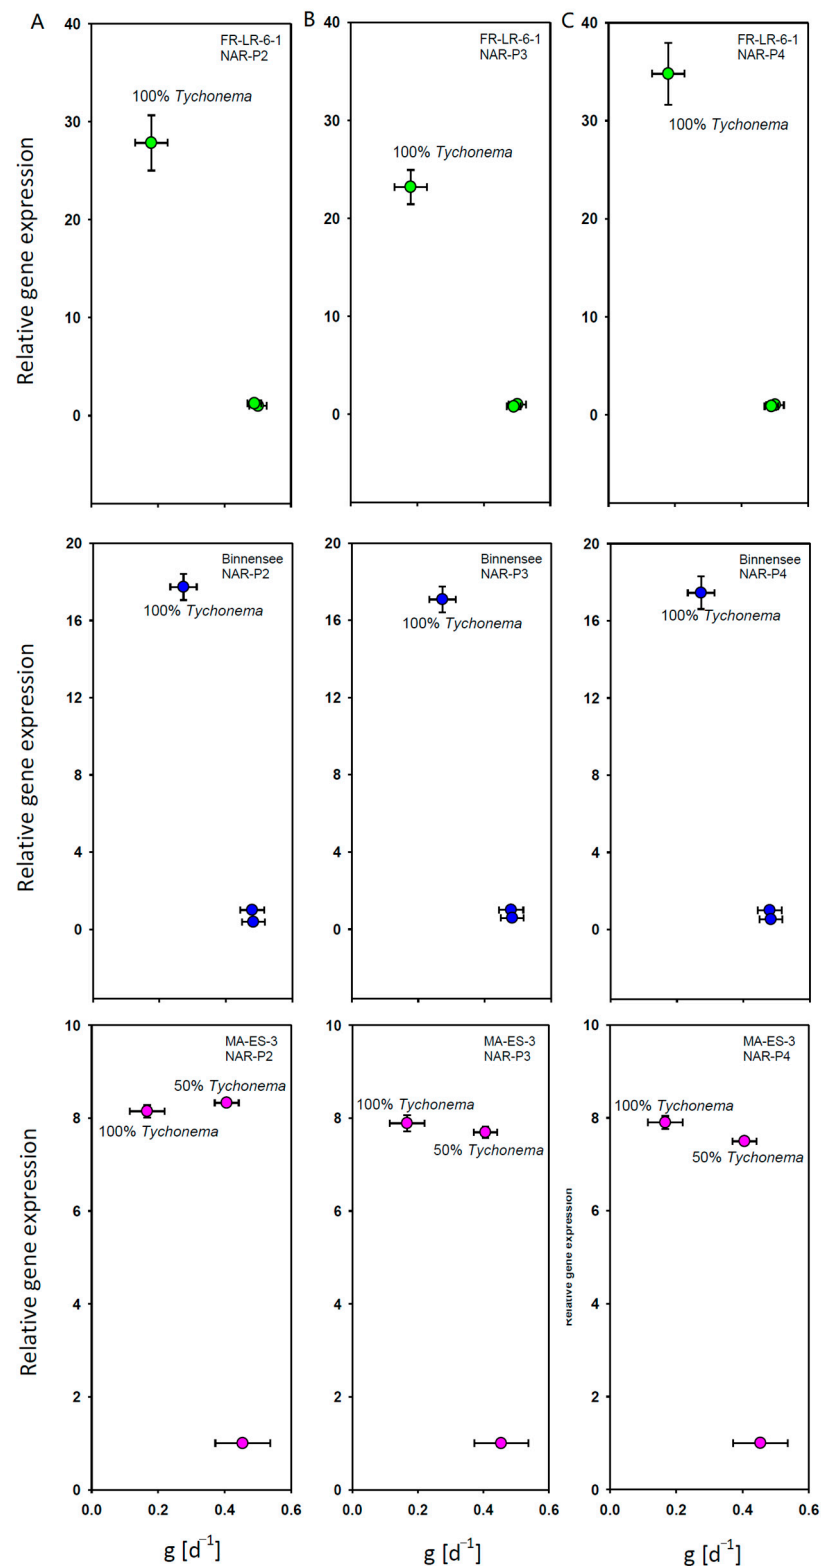 A
B
C
FR-LR-6-1
NAR-P2
FR-LR-6-1
NAR-P3
FR-LR-6-1
NAR-P4
100% Tychonema
100% Tychonema
100% Tychonema
40
30
20
10
0
40
30
20
10
0
40
30
20
10
0
Relative gene expression
Binnensee
NAR-P2
Binnensee
NAR-P3
Binnensee
NAR-P4
100% Tychonema
100% Tychonema
100% Tychonema
20
16
12
8
4
0
20
16
12
8
4
0
20
16
12
8
4
0
Relative gene expression
MA-ES-3
NAR-P2
MA-ES-3
NAR-P3
MA-ES-3
NAR-P4
50% Tychonema
100% Tychonema
100% Tychonema
50% Tychonema
100% Tychonema
50% Tychonema
10
8
6
4
2
0
10
8
6
4
2
0
10
8
6
4
2
0
Relative gene expression
Relative gene expression
0.0 0.2 0.4 0.6
0.0 0.2 0.4 0.6
0.0 0.2 0.4 0.6
g [d⁻¹]
g [d⁻¹]
g [d⁻¹]